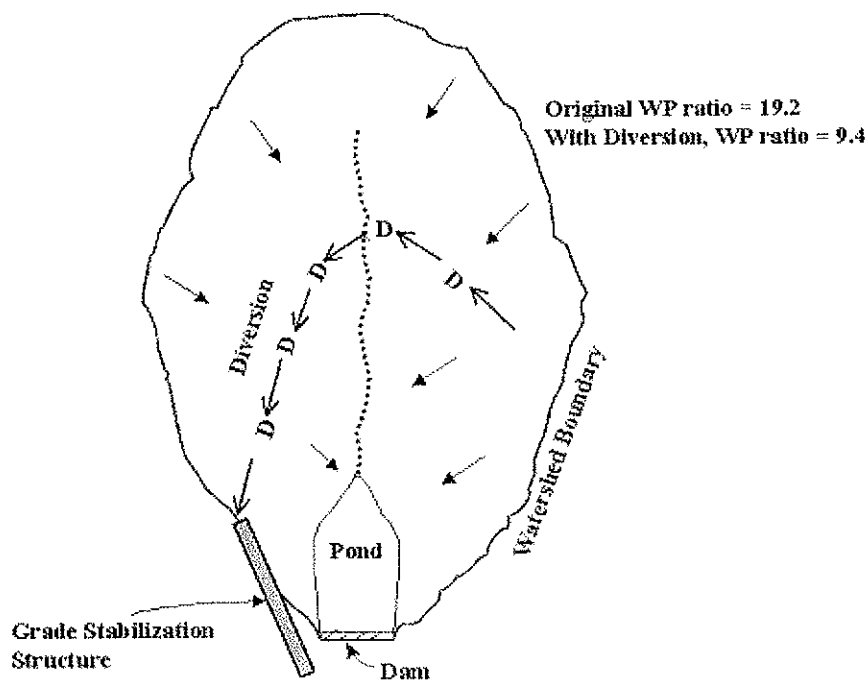 Original WP ratio = 19.2
With Diversion, WP ratio = 9.4
D
D
D
D
D
Diversion
Watershed Boundary
Pond
Grade Stabilization
Structure
Dam